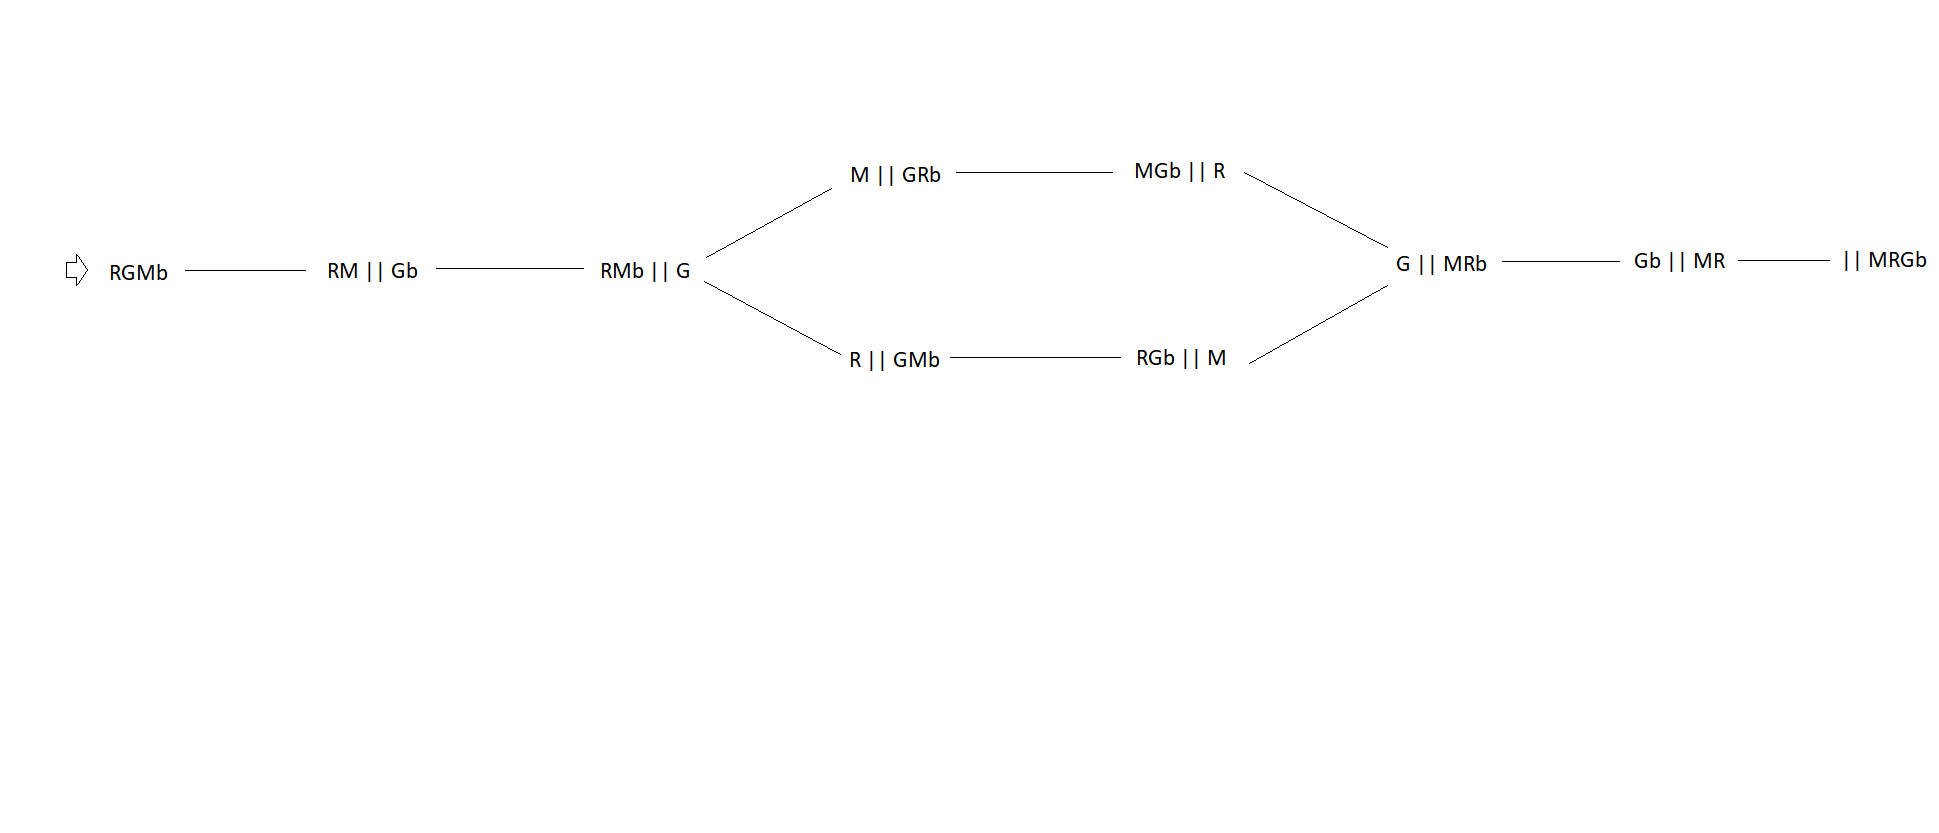 M || GRb
MGb || R
RGMb
RM || Gb
RMb || G
G || MRb
Gb || MR
|| MRGb
R || GMb
RGb || M